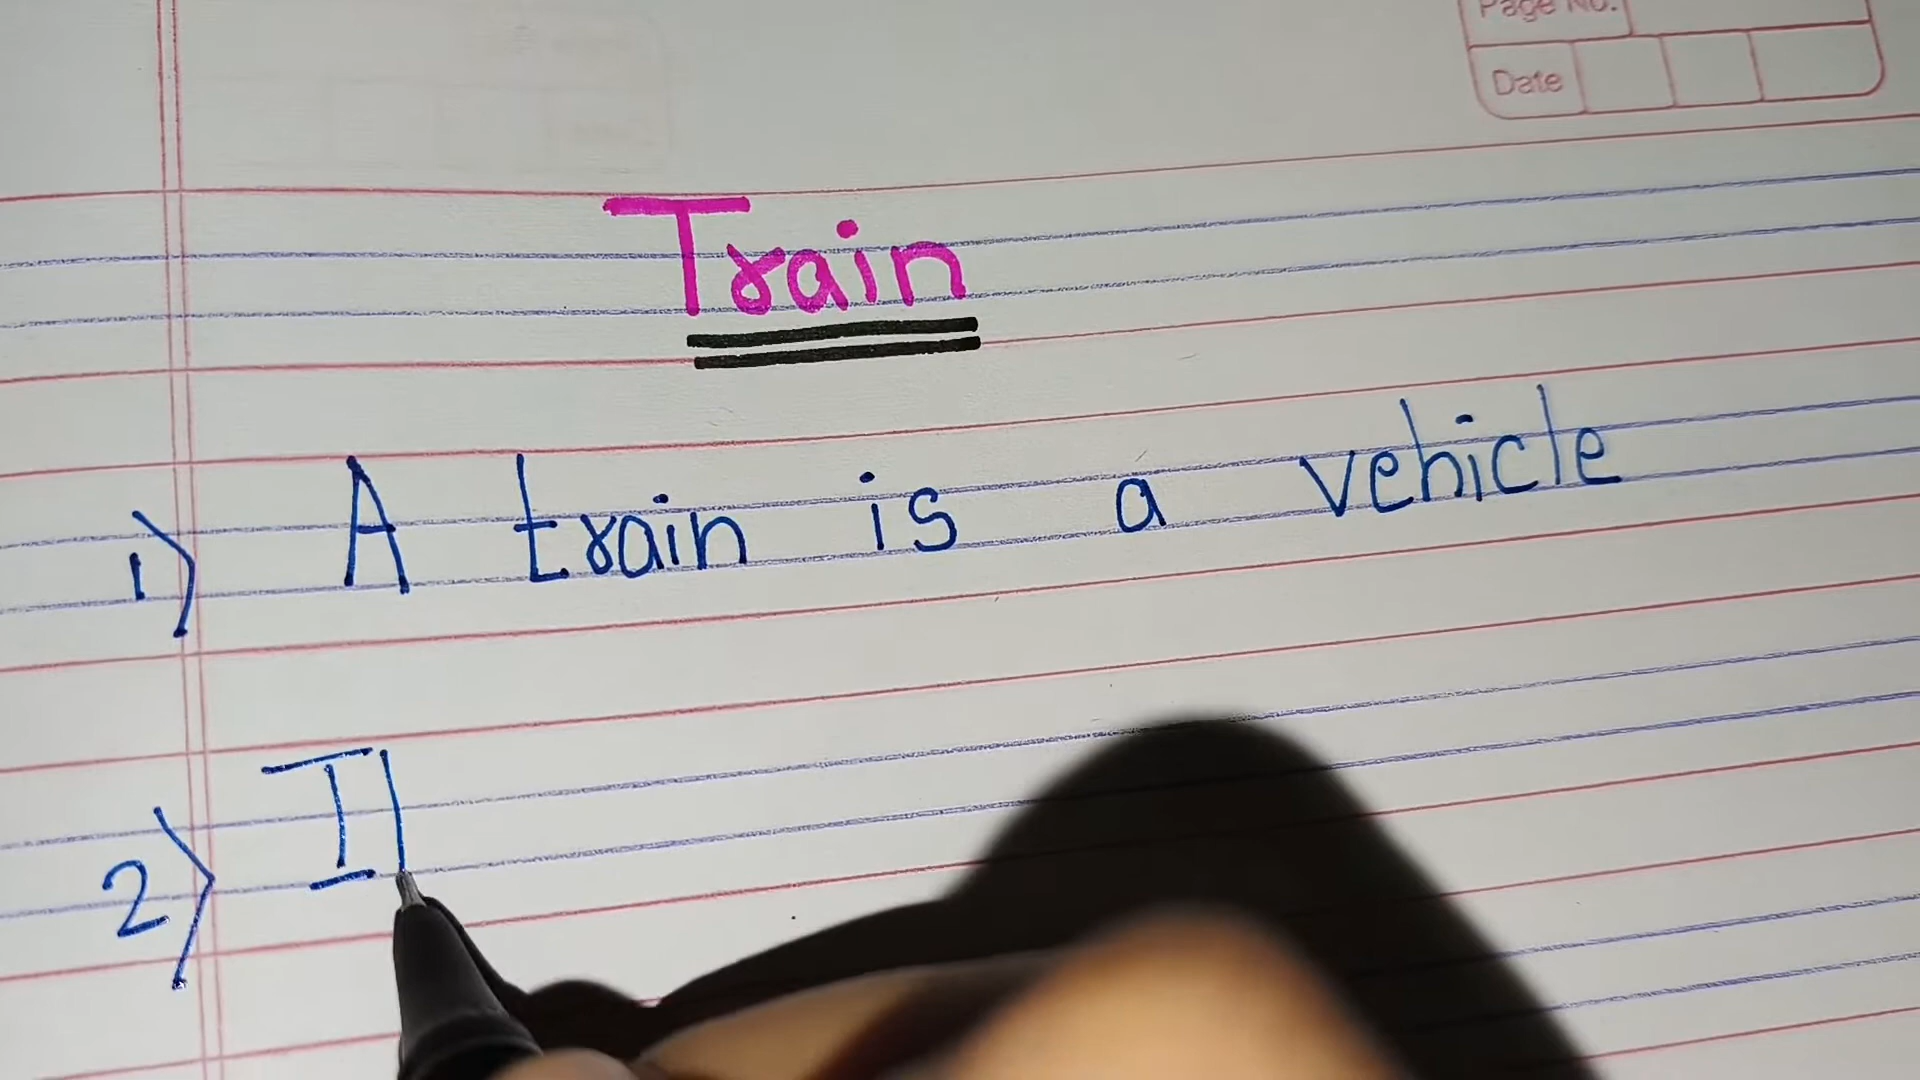 Page No.
Date
Train
1) A train is a vehicle
2) I